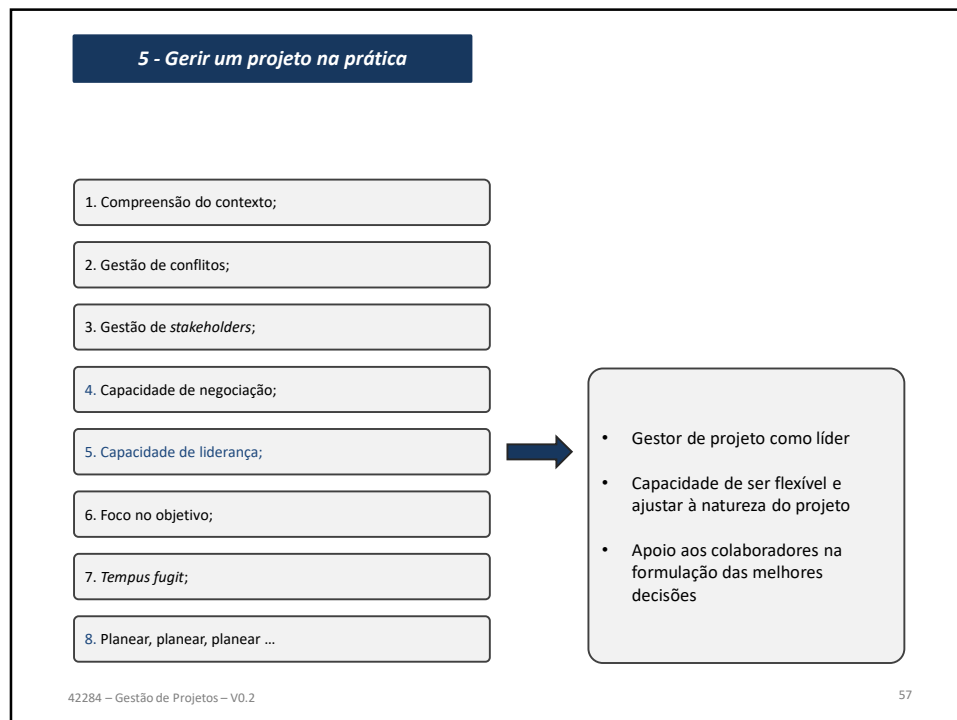 5 - Gerir um projeto na prática
1. Compreensão do contexto;
2. Gestão de conflitos;
3. Gestão de stakeholders;
4. Capacidade de negociação;
5. Capacidade de liderança;
6. Foco no objetivo;
7. Tempus fugit;
8. Planear, planear, planear …
• Gestor de projeto como líder
• Capacidade de ser flexível e
ajustar à natureza do projeto
• Apoio aos colaboradores na
formulação das melhores
decisões
42284 – Gestão de Projetos – V0.2
57